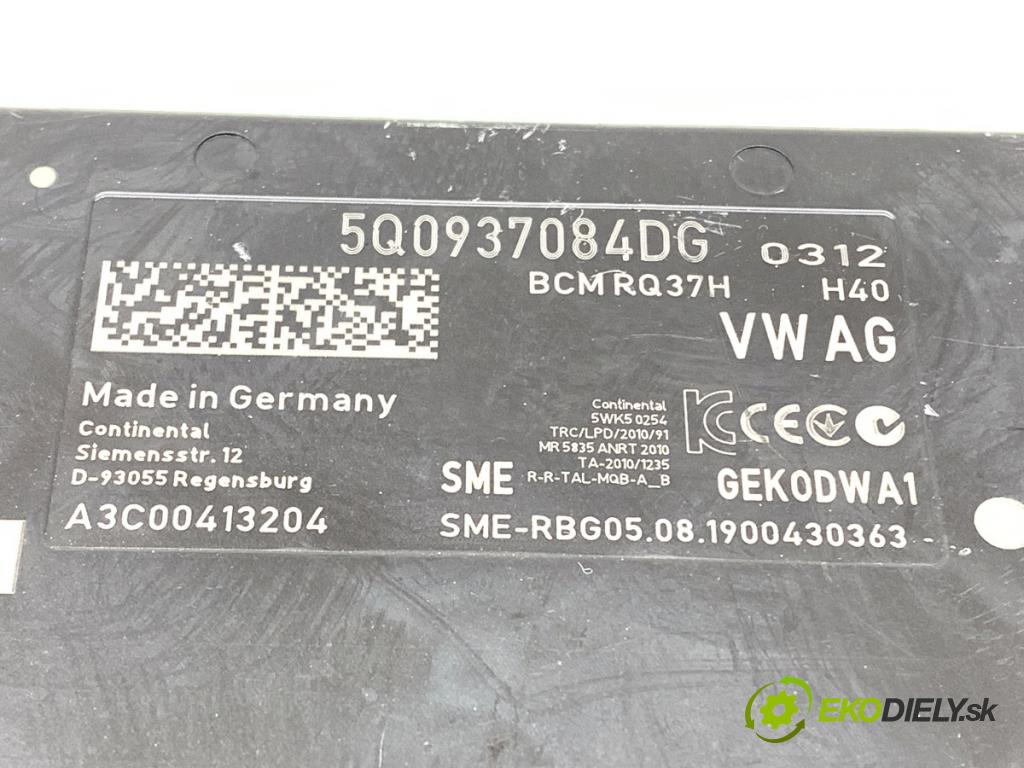 5Q0937084DG 0312
BCM RQ37H H40
VW AG
Made in Germany
Continental
Siemensstr. 12
D-93055 Regensburg
A3C00413204
Continental
5WK5 0254
TRC/LPD/2010/91
MR 5835 ANRT 2010
TA-2010/1235
R-R-TAL-MQB-A_B
SME
GEK0DWA1
SME-RBG05.08.1900430363 -
EKODIELY.sk